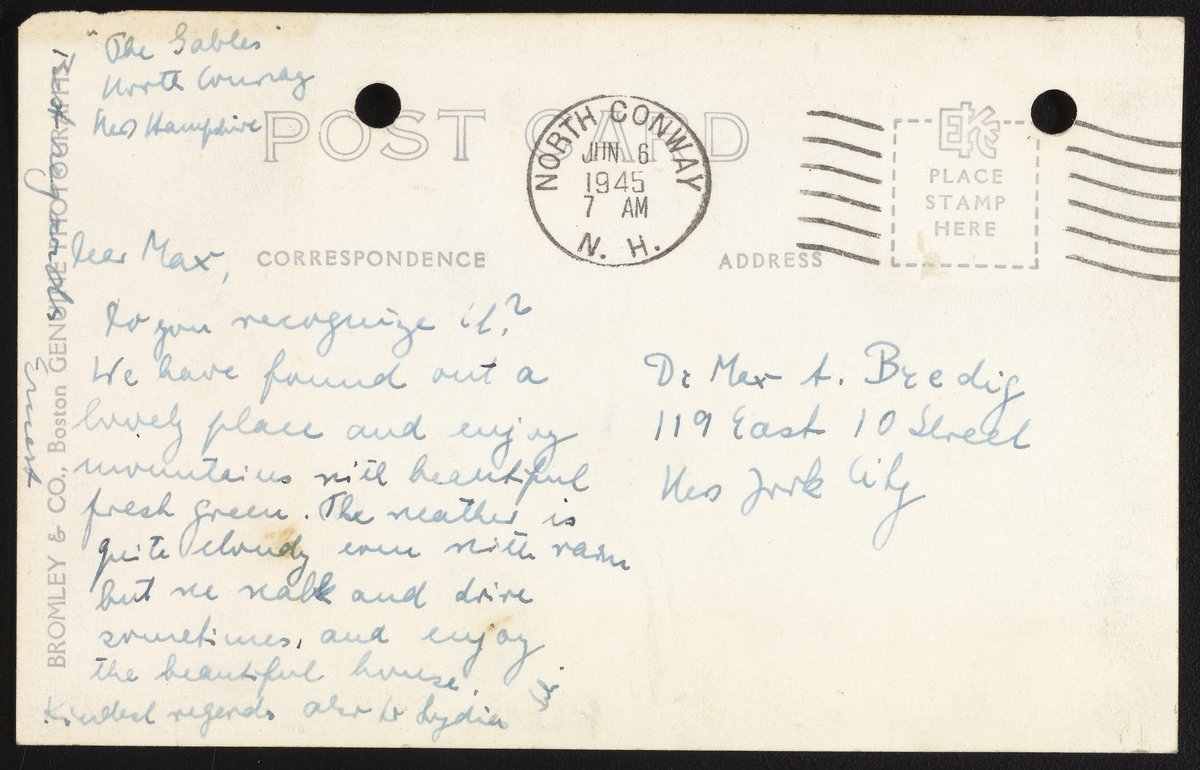 "The Gables"
North Conway
New Hampshire
POST CARD
NORTH CONWAY
JUN 6
1945
7 AM
N. H.
PLACE
STAMP
HERE
CORRESPONDENCE
ADDRESS
Dear Max,
Do you recognize it?
We have found out a
lovely place and enjoy
mountains with beautiful
fresh green. The weather is
quite cloudy even with rain
but we walk and drive
sometimes, and enjoy
the beautiful house.
Kindest regards also to Lydia
Dr Max A. Bredig
119 East 10 Street
New York City
BROMLEY & CO., Boston GENUINE PHOTOGRAPHS